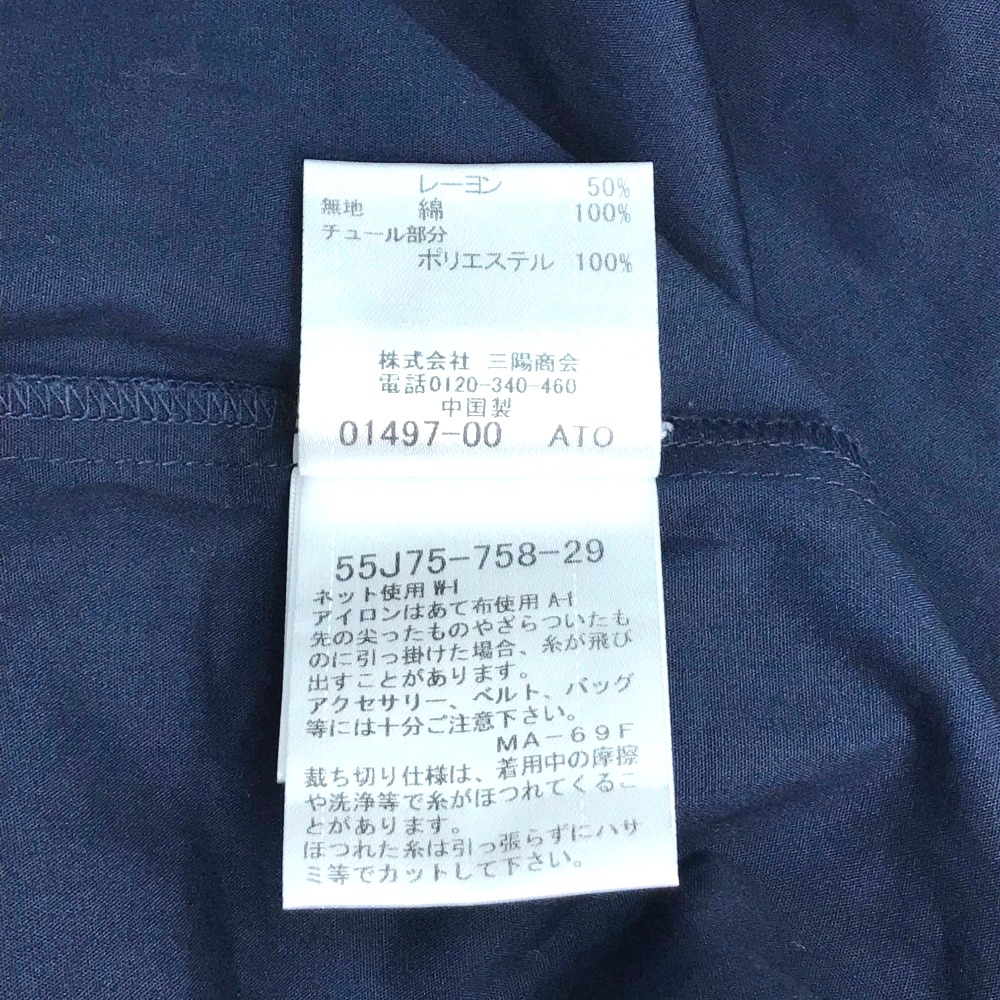 レーヨン 50%
無地 綿 100%
チュール部分
ポリエステル 100%
株式会社 三陽商会
電話0120-340-460
中国製
01497-00 ATO
55J75-758-29
ネット使用 W-1
アイロンはあて布使用 A-1
先の尖ったものやざらついたも
のに引っ掛けた場合、糸が飛び
出すことがあります。
アクセサリー、ベルト、バッグ
等には十分ご注意下さい。
MA-69F
裁ち切り仕様は、着用中の摩擦
や洗浄等で糸がほつれてくるこ
とがあります。
ほつれた糸は引っ張らずにハサ
ミ等でカットして下さい。